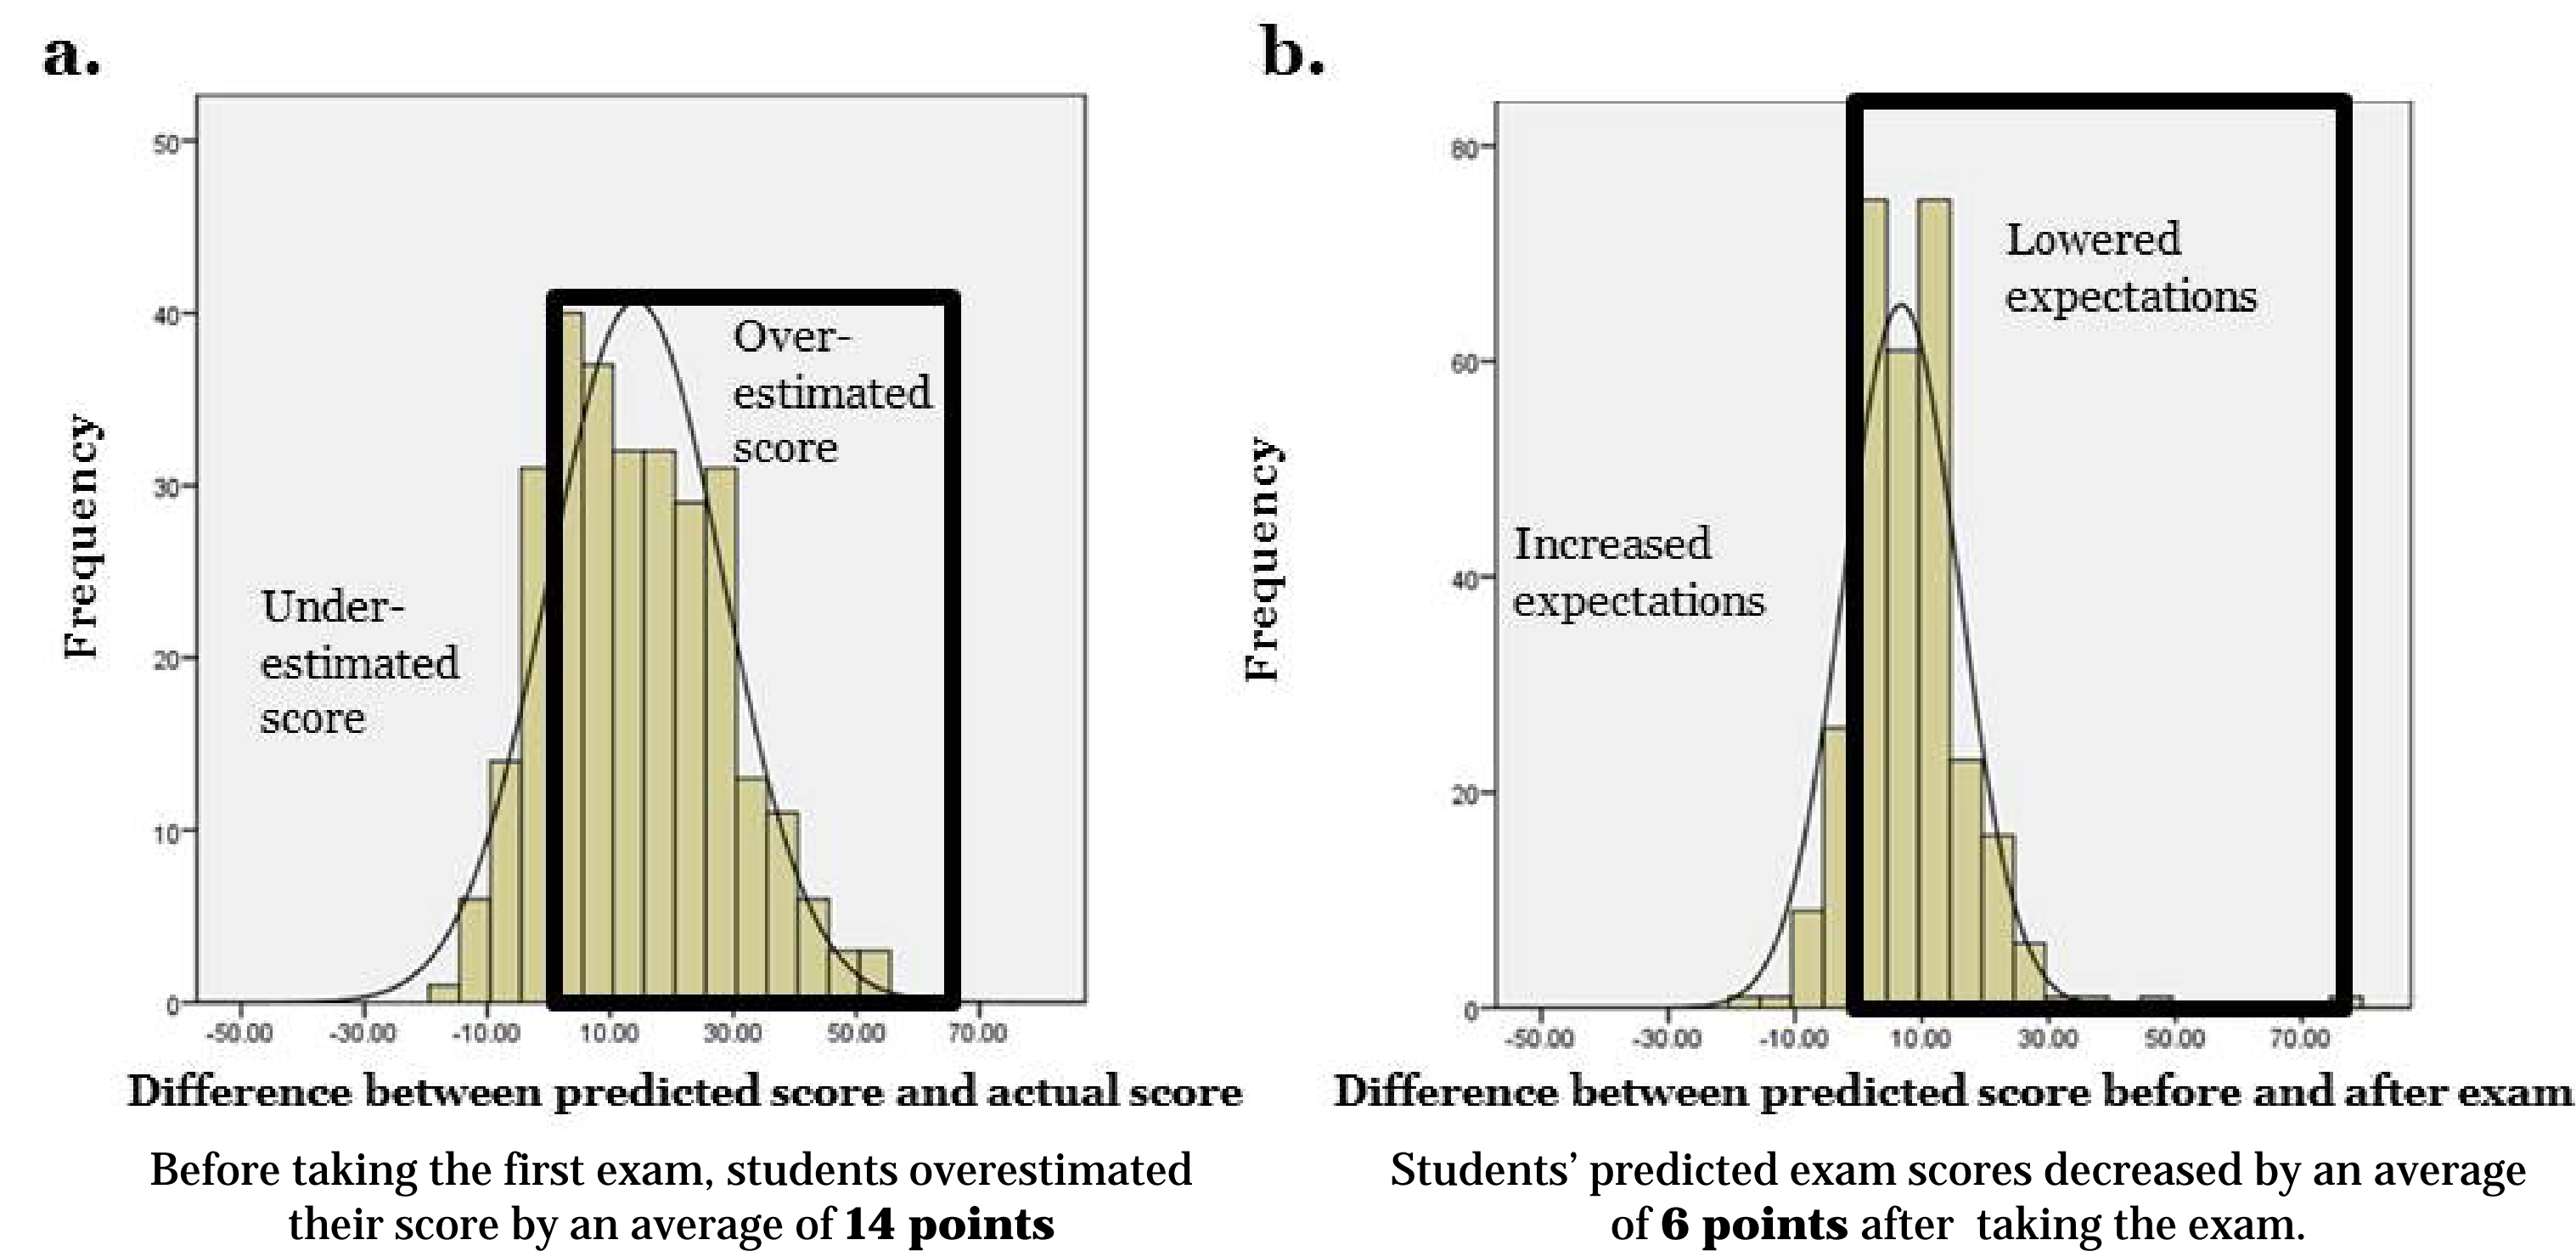 a.
50
40
30
20
10
0
Frequency
Under-
estimated
score
Over-
estimated
score
-50.00 -30.00 -10.00 10.00 30.00 50.00 70.00
Difference between predicted score and actual score
Before taking the first exam, students overestimated
their score by an average of 14 points
b.
80
60
40
20
0
Frequency
Increased
expectations
Lowered
expectations
-50.00 -30.00 -10.00 10.00 30.00 50.00 70.00
Difference between predicted score before and after exam
Students’ predicted exam scores decreased by an average
of 6 points after taking the exam.